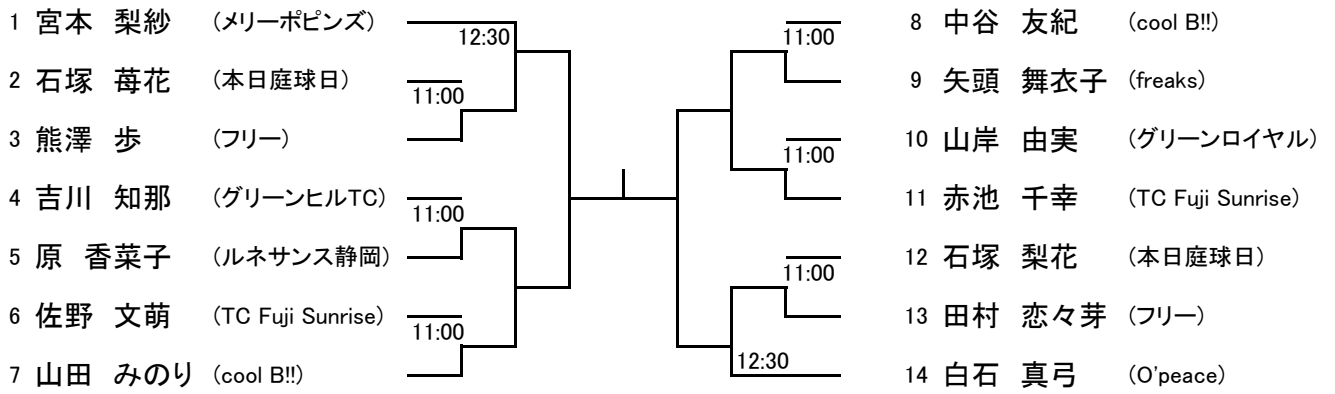 1 宮本 梨紗 (メリーポピンズ)
12:30
2 石塚 苺花 (本日庭球日)
11:00
3 熊澤 歩 (フリー)
4 吉川 知那 (グリーンヒルTC)
11:00
5 原 香菜子 (ルネサンス静岡)
6 佐野 文萌 (TC Fuji Sunrise)
11:00
7 山田 みのり (cool B!!)
8 中谷 友紀 (cool B!!)
11:00
9 矢頭 舞衣子 (freaks)
10 山岸 由実 (グリーンロイヤル)
11:00
11 赤池 千幸 (TC Fuji Sunrise)
12 石塚 梨花 (本日庭球日)
11:00
13 田村 恋々芽 (フリー)
12:30
14 白石 真弓 (O'peace)